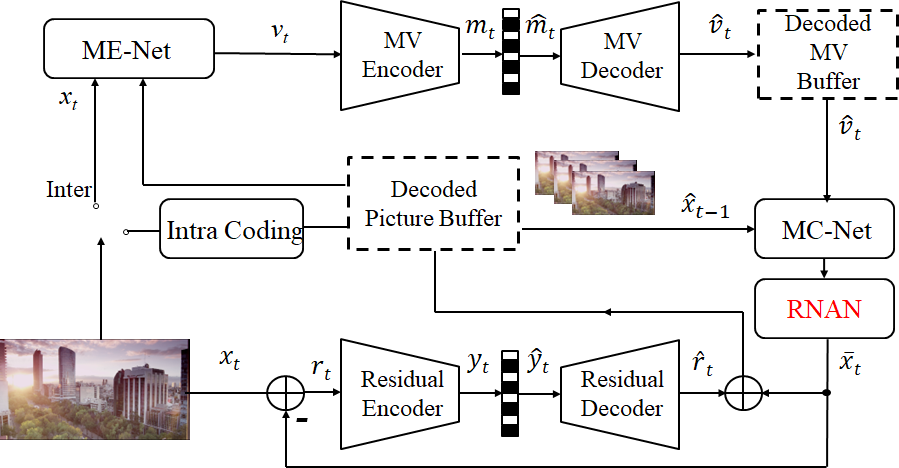 ME-Net
v_t
MV
Encoder
m_t
m̂_t
MV
Decoder
v̂_t
Decoded
MV
Buffer
x_t
v̂_t
Inter
Intra Coding
Decoded
Picture Buffer
x̂_{t−1}
MC-Net
RNAN
x_t
r_t
Residual
Encoder
y_t
ŷ_t
Residual
Decoder
r̂_t
x̄_t
-